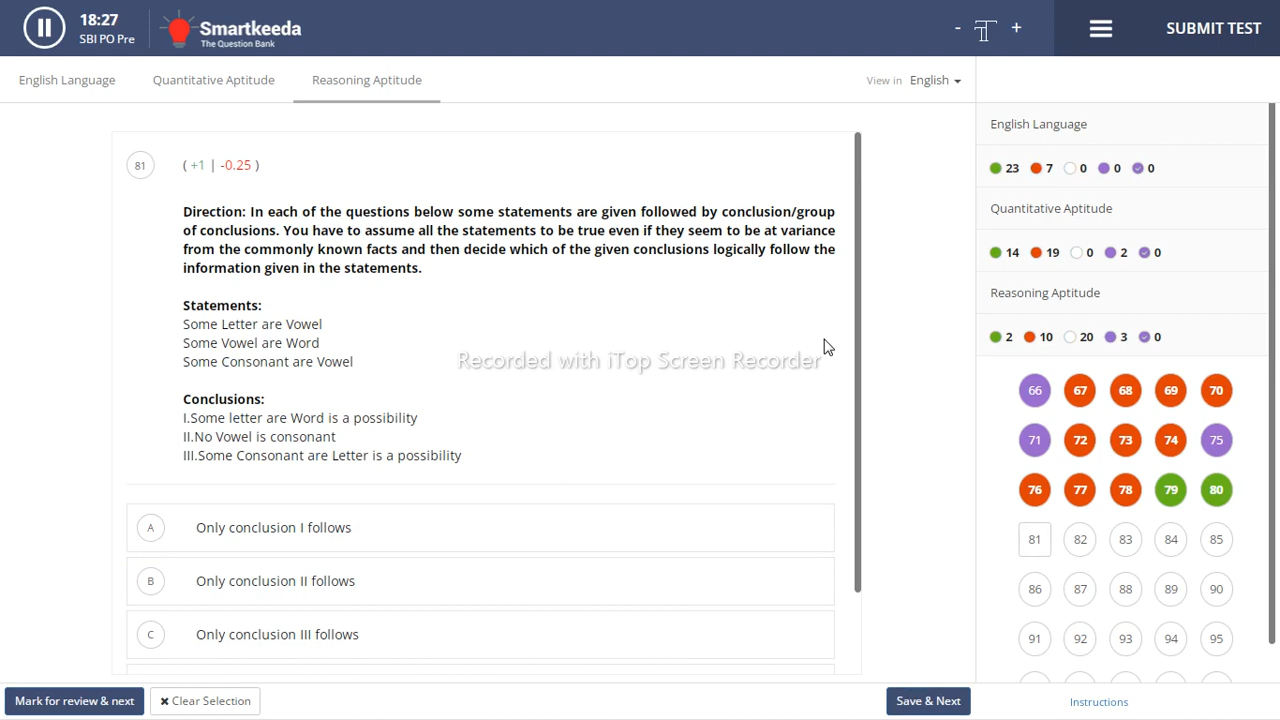 18:27
SBI PO Pre
Smartkeeda
The Question Bank
- T +
SUBMIT TEST
English Language
Quantitative Aptitude
Reasoning Aptitude
View in English
81
( +1 | -0.25 )
Direction: In each of the questions below some statements are given followed by conclusion/group
of conclusions. You have to assume all the statements to be true even if they seem to be at variance
from the commonly known facts and then decide which of the given conclusions logically follow the
information given in the statements.
Statements:
Some Letter are Vowel
Some Vowel are Word
Some Consonant are Vowel
Recorded with iTop Screen Recorder
Conclusions:
I.Some letter are Word is a possibility
II.No Vowel is consonant
III.Some Consonant are Letter is a possibility
A Only conclusion I follows
B Only conclusion II follows
C Only conclusion III follows
Mark for review & next
Clear Selection
Save & Next
English Language
23 7 0 0 0
Quantitative Aptitude
14 19 0 2 0
Reasoning Aptitude
2 10 20 3 0
66 67 68 69 70
71 72 73 74 75
76 77 78 79 80
81 82 83 84 85
86 87 88 89 90
91 92 93 94 95
Instructions